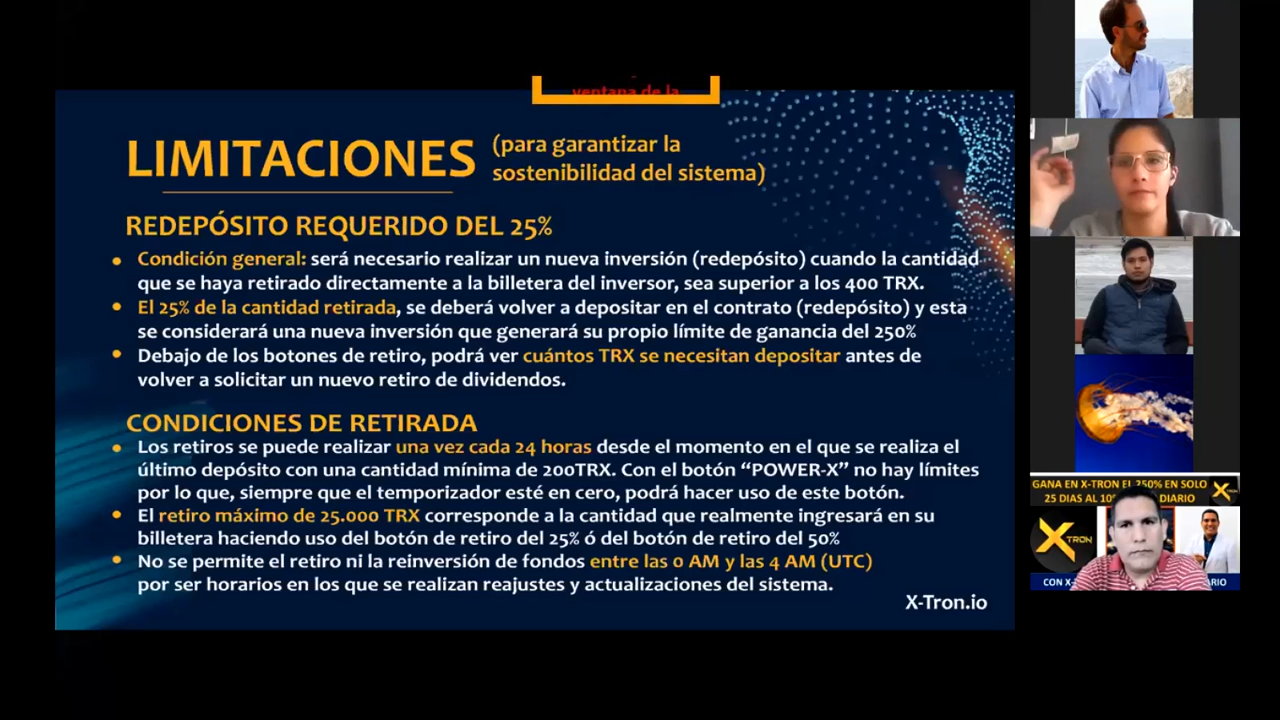 ventana de la
LIMITACIONES
(para garantizar la
sostenibilidad del sistema)
REDEPÓSITO REQUERIDO DEL 25%
• Condición general: será necesario realizar un nueva inversión (redepósito) cuando la cantidad
que se haya retirado directamente a la billetera del inversor, sea superior a los 400 TRX.
• El 25% de la cantidad retirada, se deberá volver a depositar en el contrato (redepósito) y esta
se considerará una nueva inversión que generará su propio límite de ganancia del 250%
• Debajo de los botones de retiro, podrá ver cuántos TRX se necesitan depositar antes de
volver a solicitar un nuevo retiro de dividendos.
CONDICIONES DE RETIRADA
• Los retiros se puede realizar una vez cada 24 horas desde el momento en el que se realiza el
último depósito con una cantidad mínima de 200TRX. Con el botón “POWER-X” no hay límites
por lo que, siempre que el temporizador esté en cero, podrá hacer uso de este botón.
• El retiro máximo de 25.000 TRX corresponde a la cantidad que realmente ingresará en su
billetera haciendo uso del botón de retiro del 25% ó del botón de retiro del 50%
• No se permite el retiro ni la reinversión de fondos entre las 0 AM y las 4 AM (UTC)
por ser horarios en los que se realizan reajustes y actualizaciones del sistema.
X-Tron.io
GANA EN X-TRON EL 250% EN SOLO
25 DIAS AL 10% DIARIO
X TRON
X TRON
CON X-